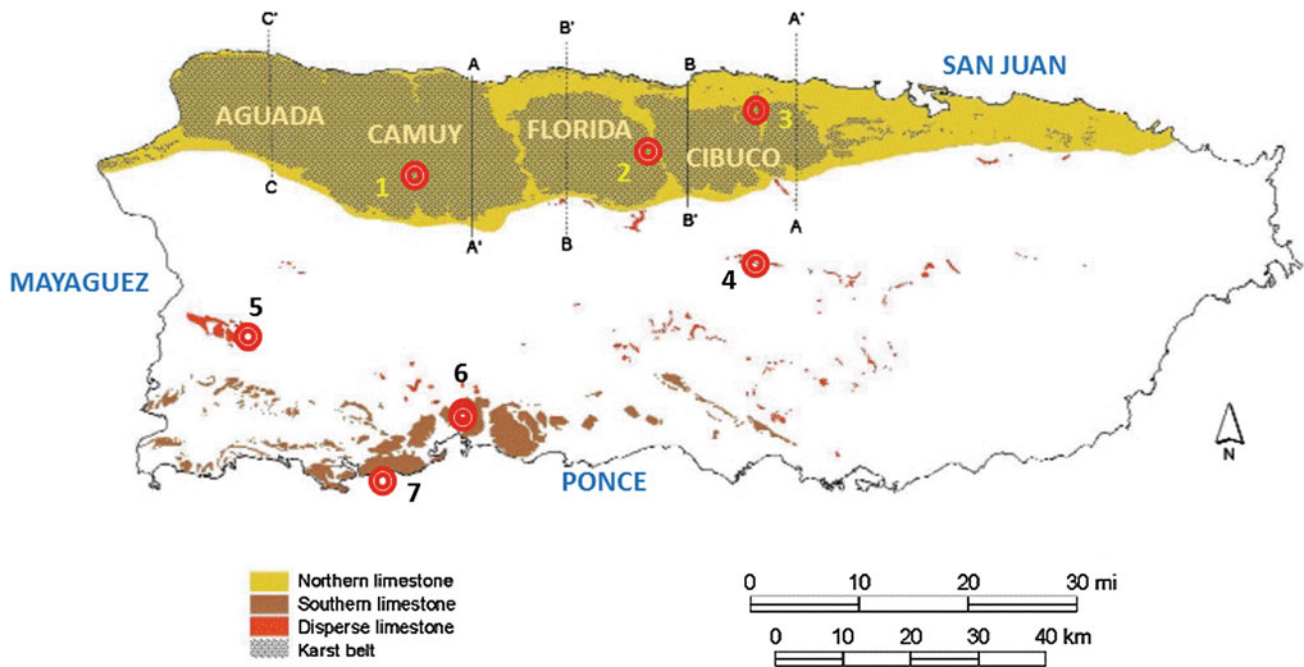 C' B' A'
A B SAN JUAN
AGUADA CAMUY FLORIDA 3
1 2 CIBUCO
C A' B B' A
MAYAGUEZ 4
5
6
7 PONCE
N
Northern limestone
Southern limestone
Disperse limestone
Karst belt
0 10 20 30 mi
0 10 20 30 40 km